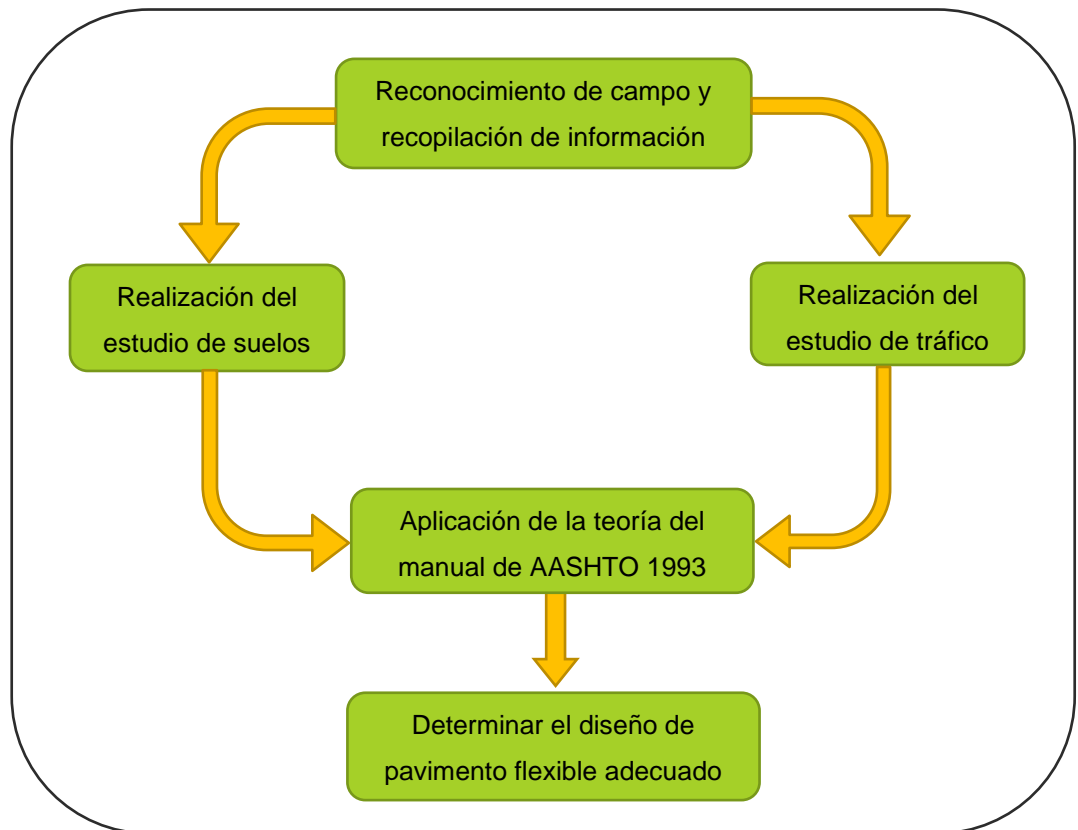 Reconocimiento de campo y
recopilación de información
Realización del
estudio de suelos
Realización del
estudio de tráfico
Aplicación de la teoría del
manual de AASHTO 1993
Determinar el diseño de
pavimento flexible adecuado